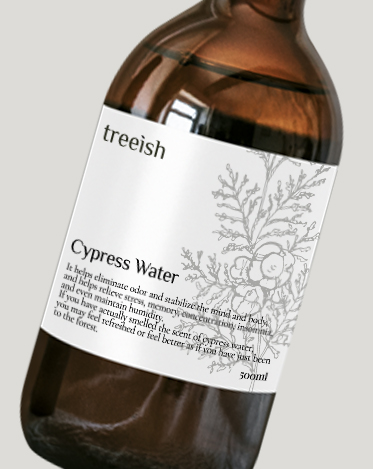 treeish
Cypress Water
It helps eliminate odor and stabilize the mind and body,
and helps relieve stress, memory, concentration, insomnia,
and even maintain humidity.
If you have actually smelled the scent of cypress water,
you may feel refreshed or feel better as if you have just been
to the forest.
500ml